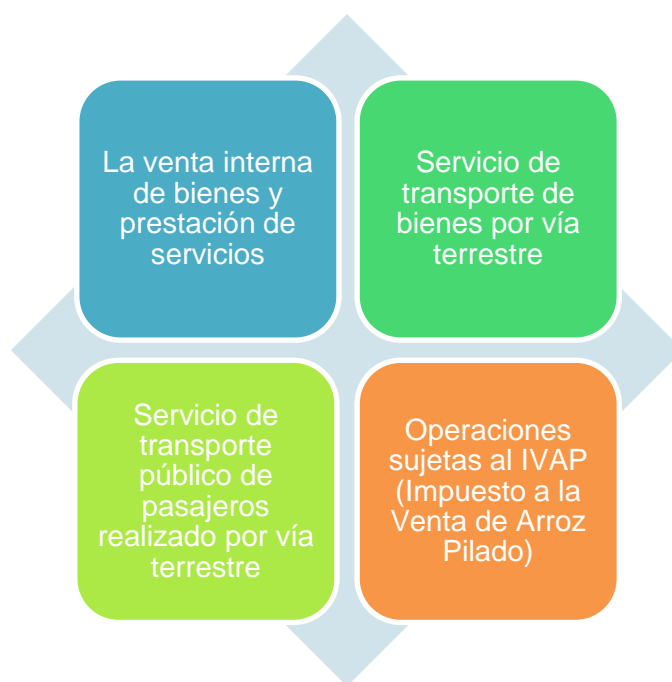 La venta interna
de bienes y
prestación de
servicios
Servicio de
transporte de
bienes por vía
terrestre
Servicio de
transporte
público de
pasajeros
realizado por vía
terrestre
Operaciones
sujetas al IVAP
(Impuesto a la
Venta de Arroz
Pilado)